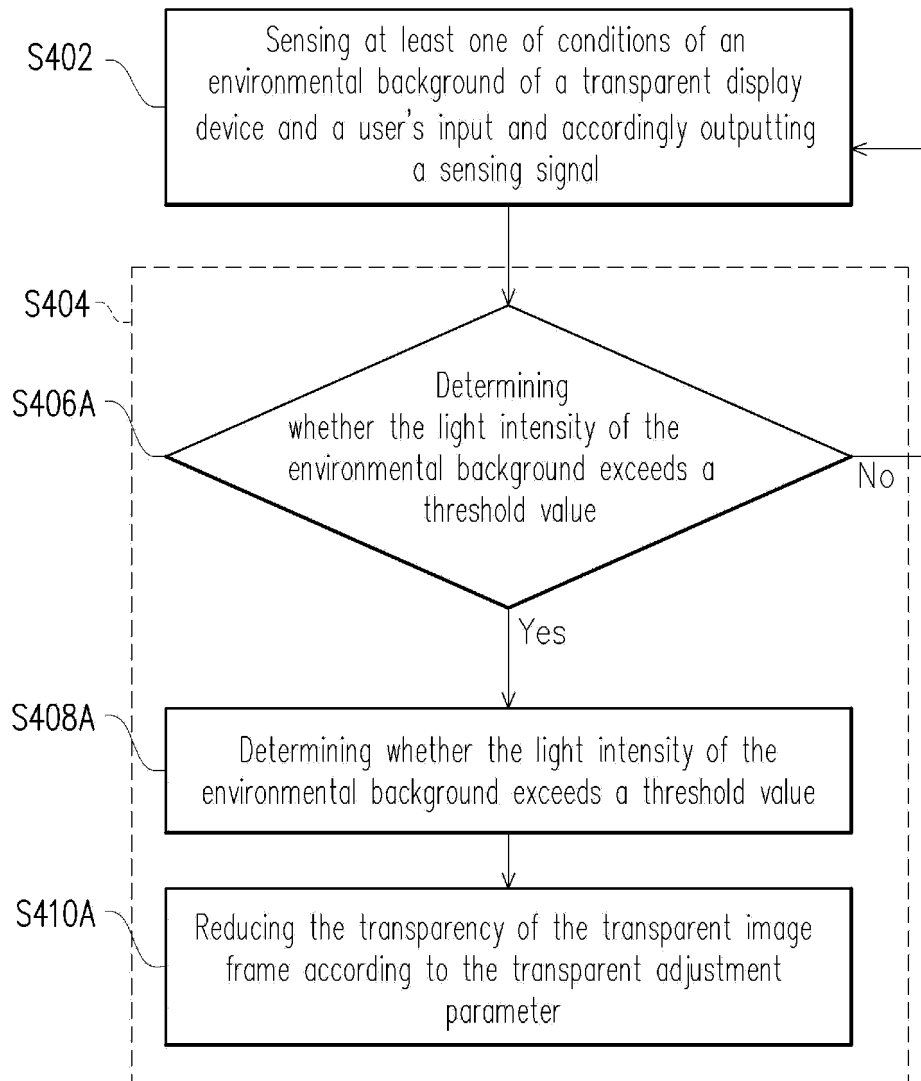 S402
Sensing at least one of conditions of an
environmental background of a transparent display
device and a user's input and accordingly outputting
a sensing signal
S404
S406A
Determining
whether the light intensity of the
environmental background exceeds a
threshold value
No
Yes
S408A
Determining whether the light intensity of the
environmental background exceeds a threshold value
S410A
Reducing the transparency of the transparent image
frame according to the transparent adjustment
parameter